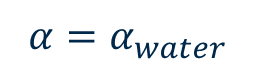 α = α_water